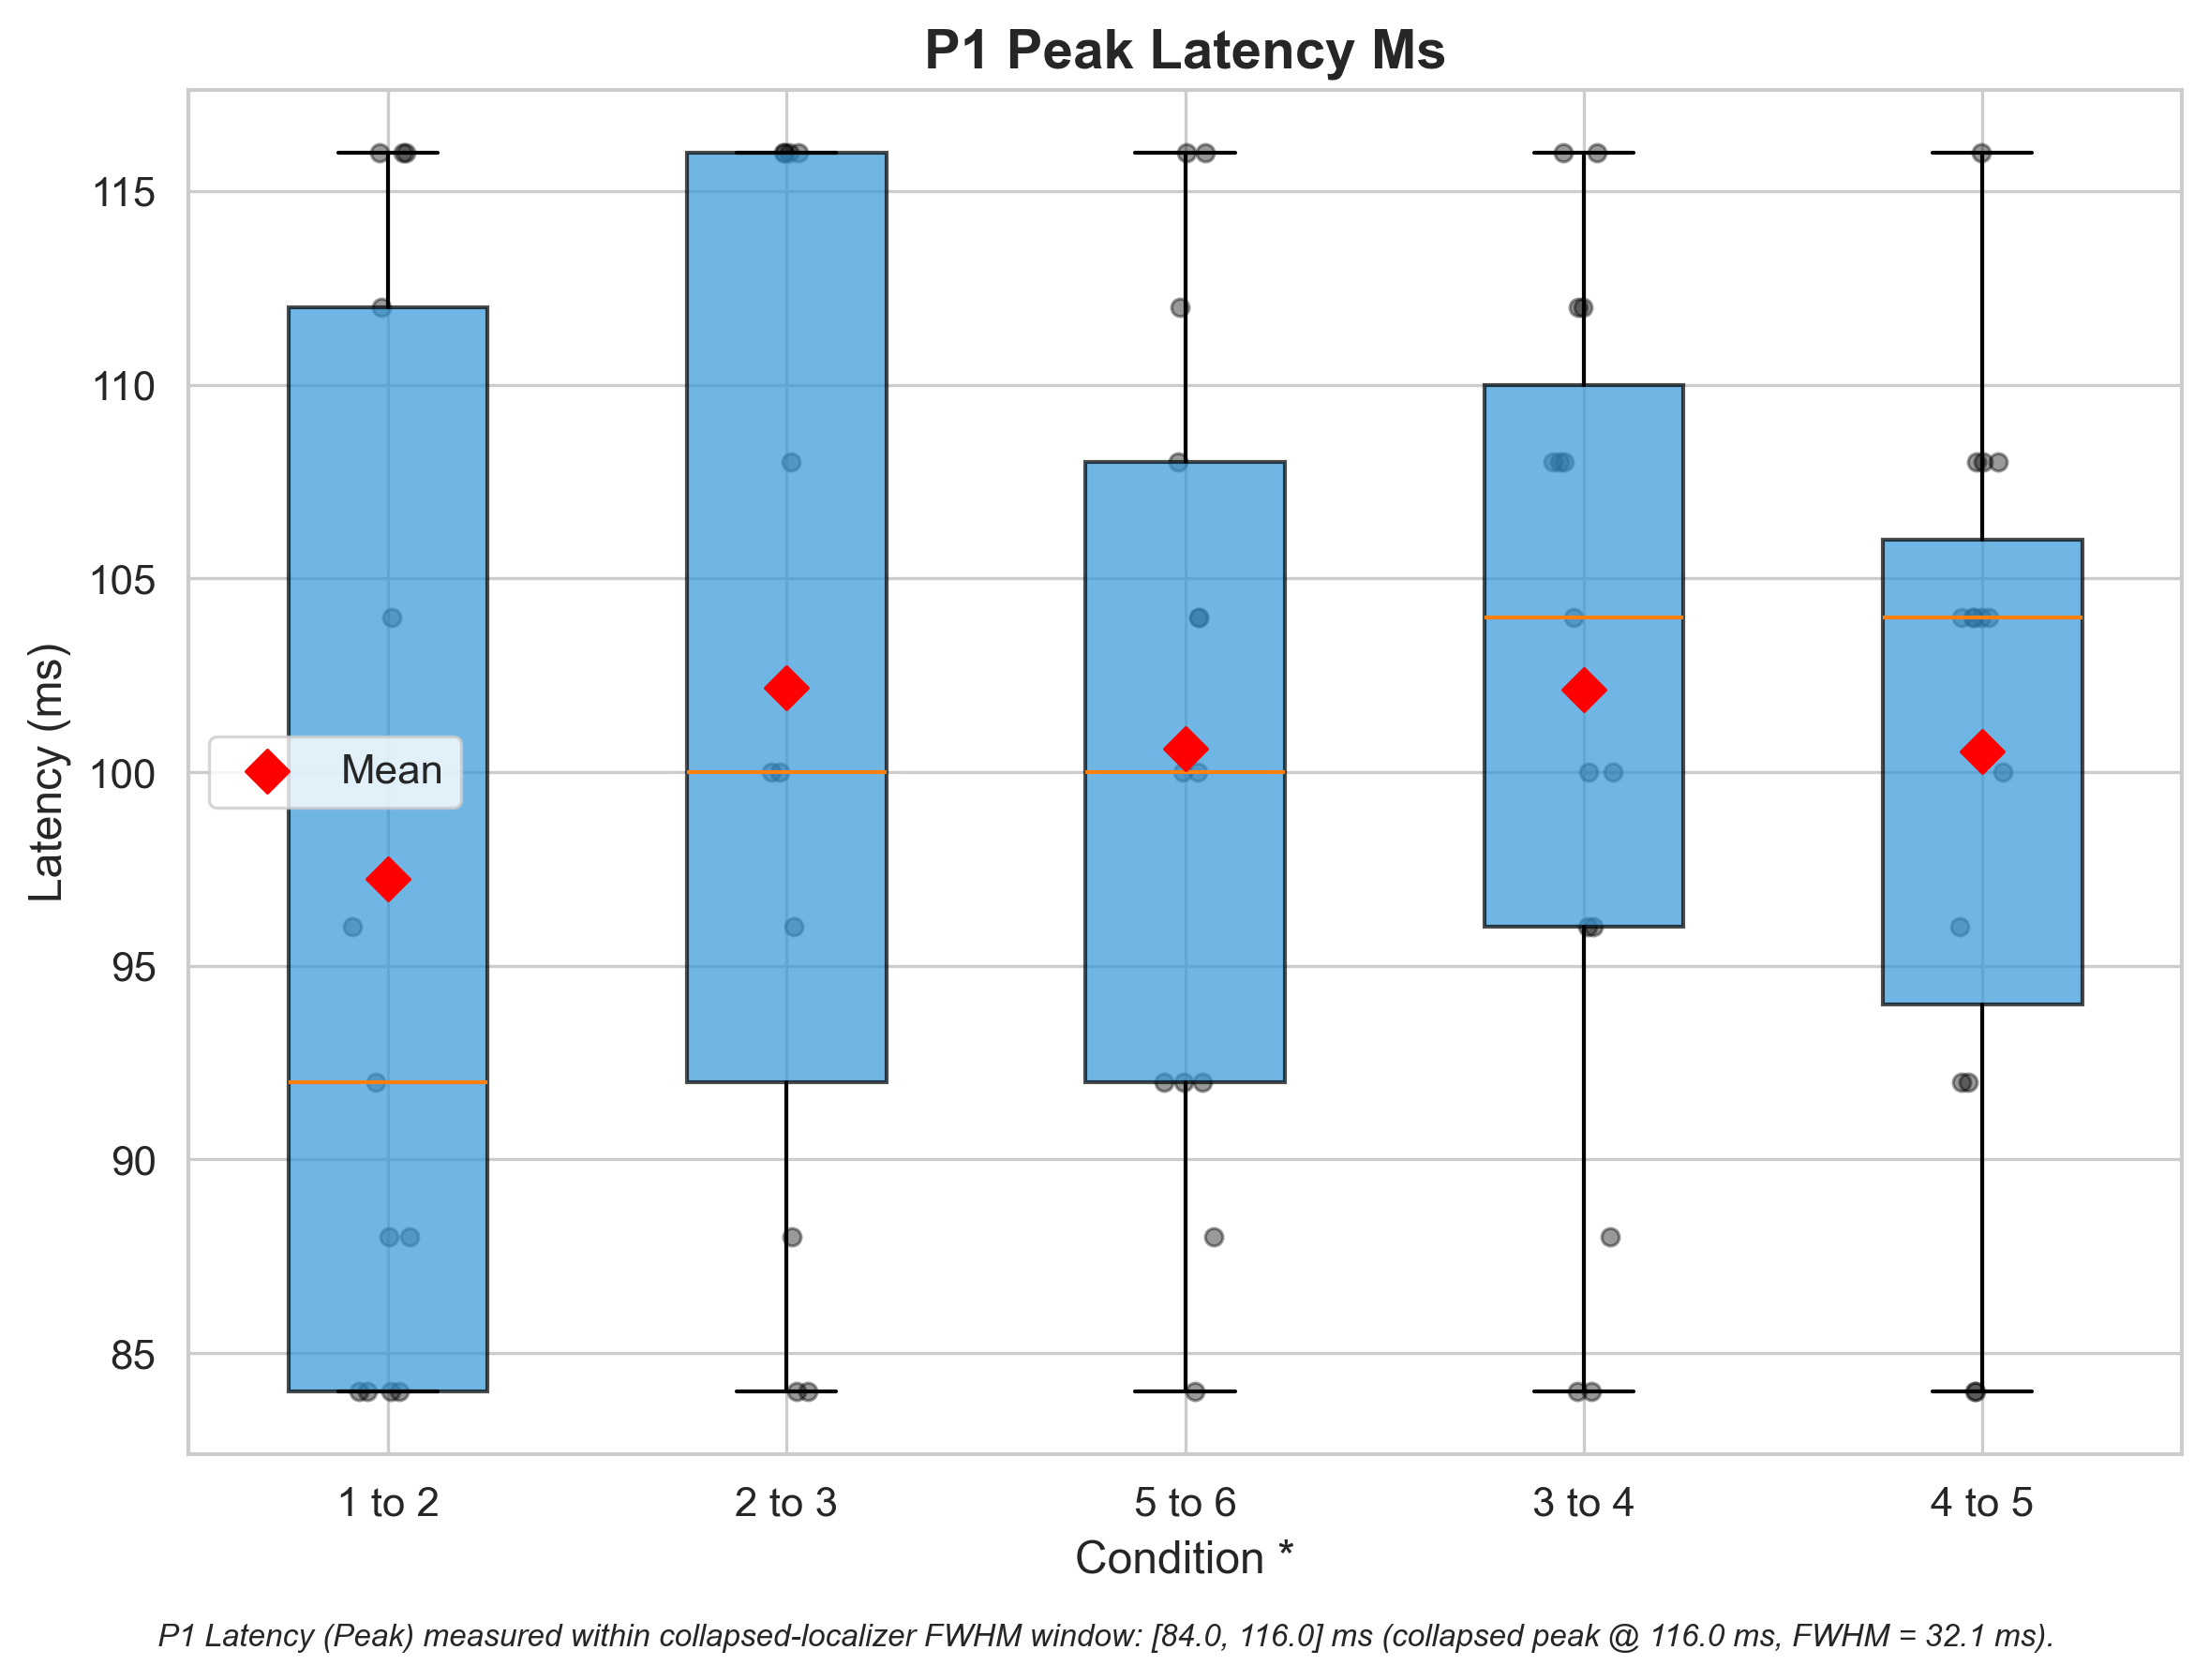 P1 Peak Latency Ms
Latency (ms)
115
110
105
100
95
90
85
Mean
1 to 2
2 to 3
5 to 6
3 to 4
4 to 5
Condition *
P1 Latency (Peak) measured within collapsed-localizer FWHM window: [84.0, 116.0] ms (collapsed peak @ 116.0 ms, FWHM = 32.1 ms).